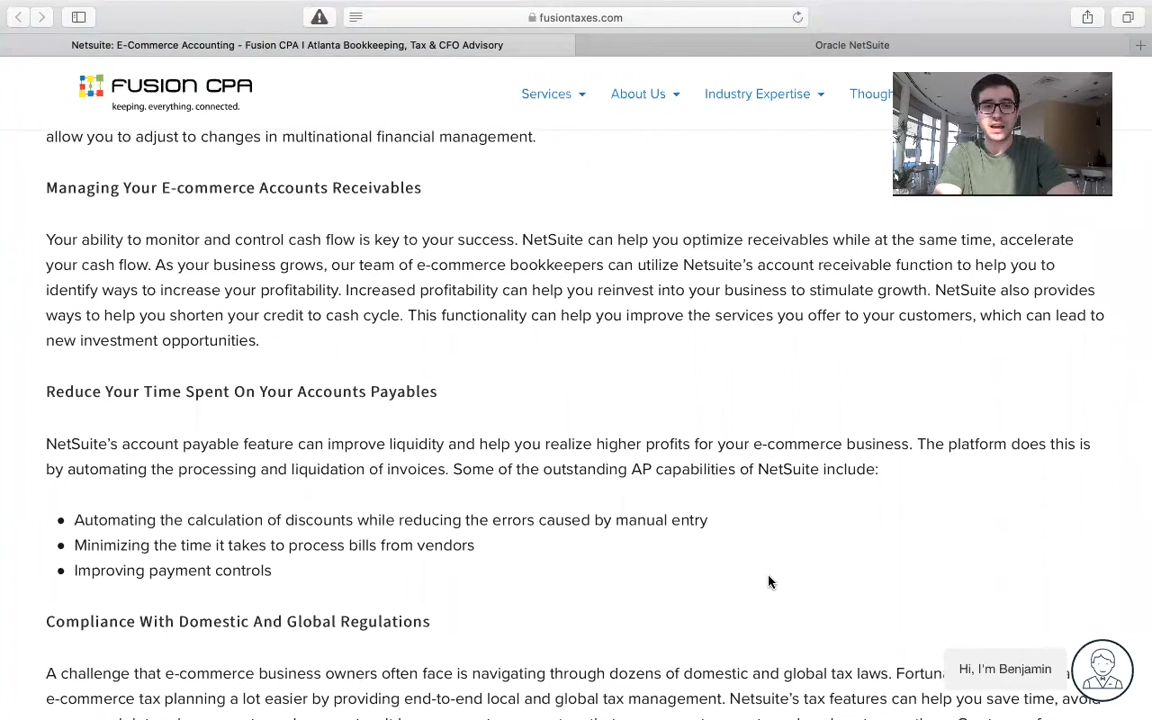 fusiontaxes.com
Netsuite: E-Commerce Accounting - Fusion CPA I Atlanta Bookkeeping, Tax & CFO Advisory
Oracle NetSuite
FUSION CPA
keeping. everything. connected.
Services
About Us
Industry Expertise
allow you to adjust to changes in multinational financial management.
Managing Your E-commerce Accounts Receivables
Your ability to monitor and control cash flow is key to your success. NetSuite can help you optimize receivables while at the same time, accelerate
your cash flow. As your business grows, our team of e-commerce bookkeepers can utilize Netsuite's account receivable function to help you to
identify ways to increase your profitability. Increased profitability can help you reinvest into your business to stimulate growth. NetSuite also provides
ways to help you shorten your credit to cash cycle. This functionality can help you improve the services you offer to your customers, which can lead to
new investment opportunities.
Reduce Your Time Spent On Your Accounts Payables
NetSuite's account payable feature can improve liquidity and help you realize higher profits for your e-commerce business. The platform does this is
by automating the processing and liquidation of invoices. Some of the outstanding AP capabilities of NetSuite include:
• Automating the calculation of discounts while reducing the errors caused by manual entry
• Minimizing the time it takes to process bills from vendors
• Improving payment controls
Compliance With Domestic And Global Regulations
A challenge that e-commerce business owners often face is navigating through dozens of domestic and global tax laws.
e-commerce tax planning a lot easier by providing end-to-end local and global tax management. Netsuite's tax features can help you save time, avoid
Hi, I'm Benjamin